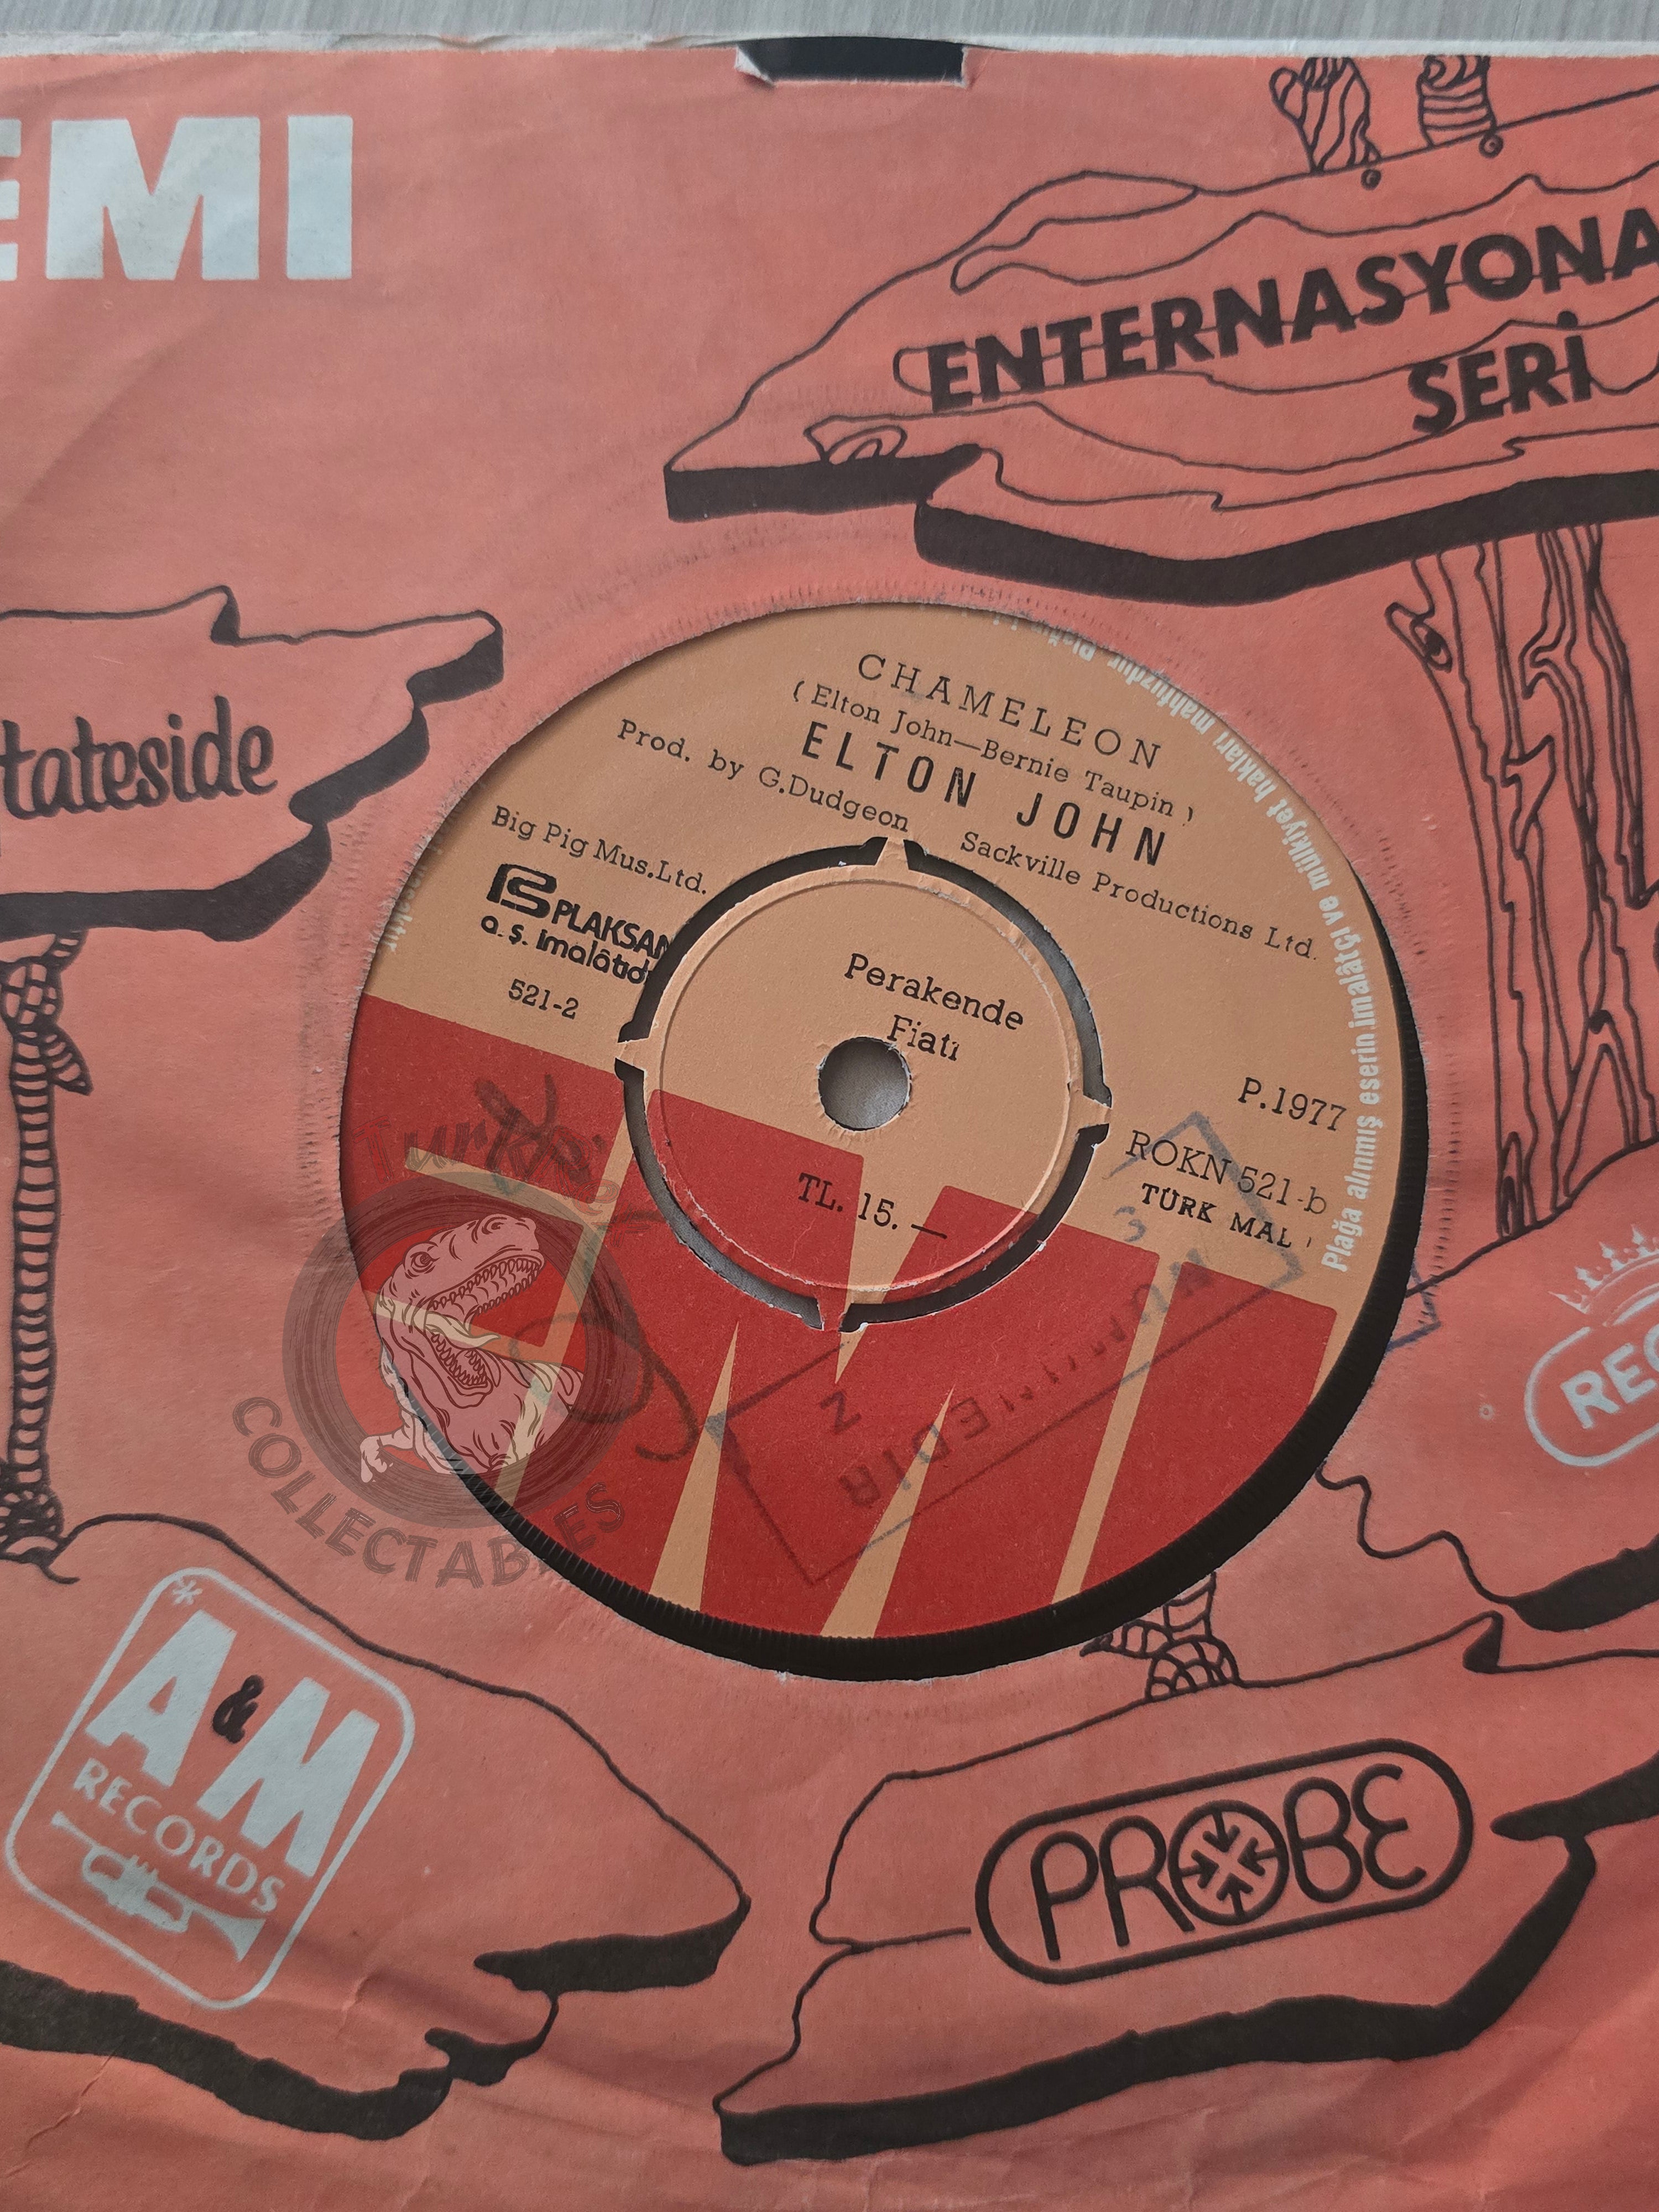 EMI
ENTERNASYONA
SERİ
tateside
CHAMELEON
(Elton John—Bernie Taupin)
ELTON JOHN
Prod. by G.Dudgeon Sackville Productions Ltd.
Big Pig Mus.Ltd.
PLAKSAN
a.ş. imalâtıd
521-2
Perakende
Fiatı
TL. 15.—
P.1977
ROKN 521-b
TÜRK MAL
Plağa alınmış eserin imalâtçı ve mülkiyet hakları mahfuzdur.
EMI
COLLECTABLES
REC
A&M
RECORDS
PROBE